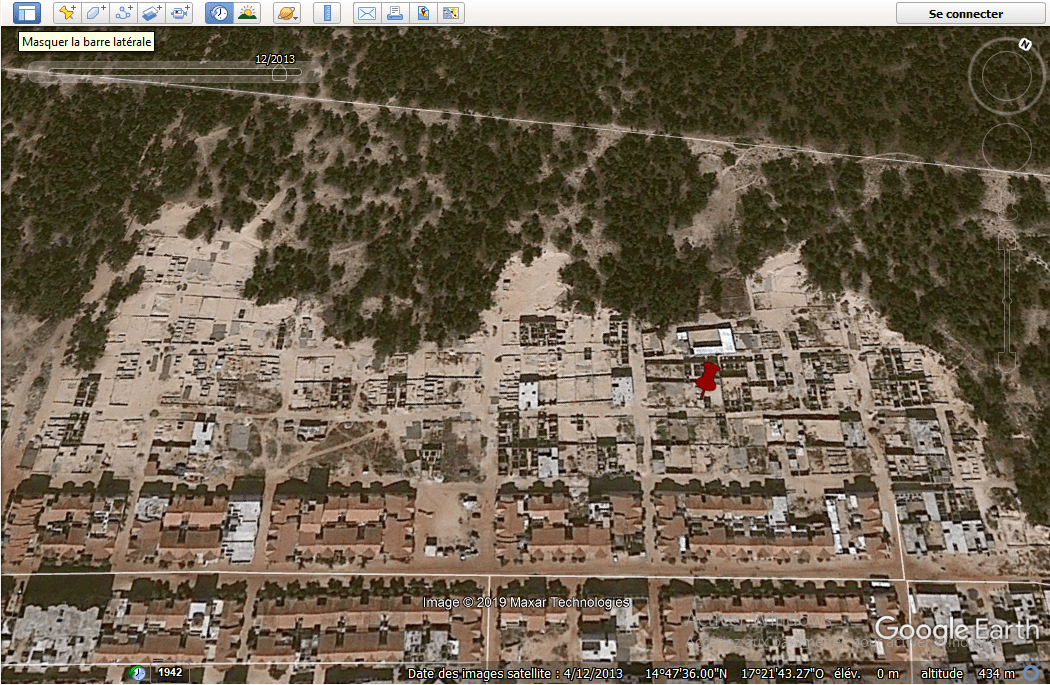 Se connecter
Masquer la barre latérale
12/2013
N
Image © 2019 Maxar Technologies
Google Earth
1942
Date des images satellite : 4/12/2013 14°47'36.00"N 17°21'43.27"O élév. 0 m altitude 434 m